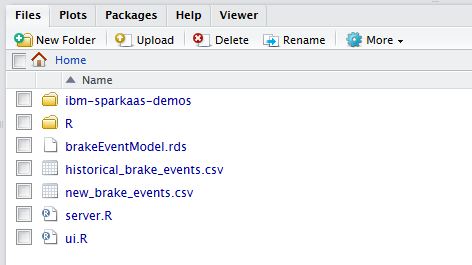 Files Plots Packages Help Viewer
New Folder Upload Delete Rename More
Home
Name
ibm-sparkaas-demos
R
brakeEventModel.rds
historical_brake_events.csv
new_brake_events.csv
server.R
ui.R